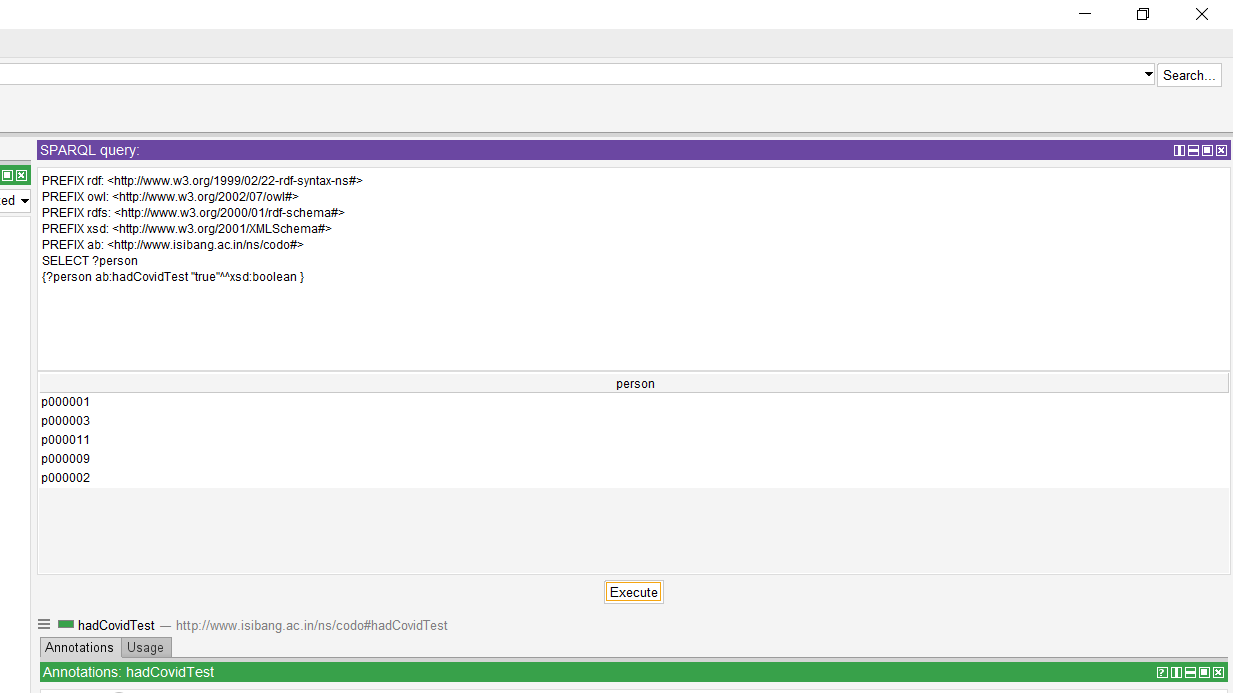 Search...
SPARQL query:
ed
PREFIX rdf: <http://www.w3.org/1999/02/22-rdf-syntax-ns#>
PREFIX owl: <http://www.w3.org/2002/07/owl#>
PREFIX rdfs: <http://www.w3.org/2000/01/rdf-schema#>
PREFIX xsd: <http://www.w3.org/2001/XMLSchema#>
PREFIX ab: <http://www.isibang.ac.in/ns/codo#>
SELECT ?person
{?person ab:hadCovidTest "true"^^xsd:boolean }
person
p000001
p000003
p000011
p000009
p000002
Execute
hadCovidTest — http://www.isibang.ac.in/ns/codo#hadCovidTest
Annotations Usage
Annotations: hadCovidTest